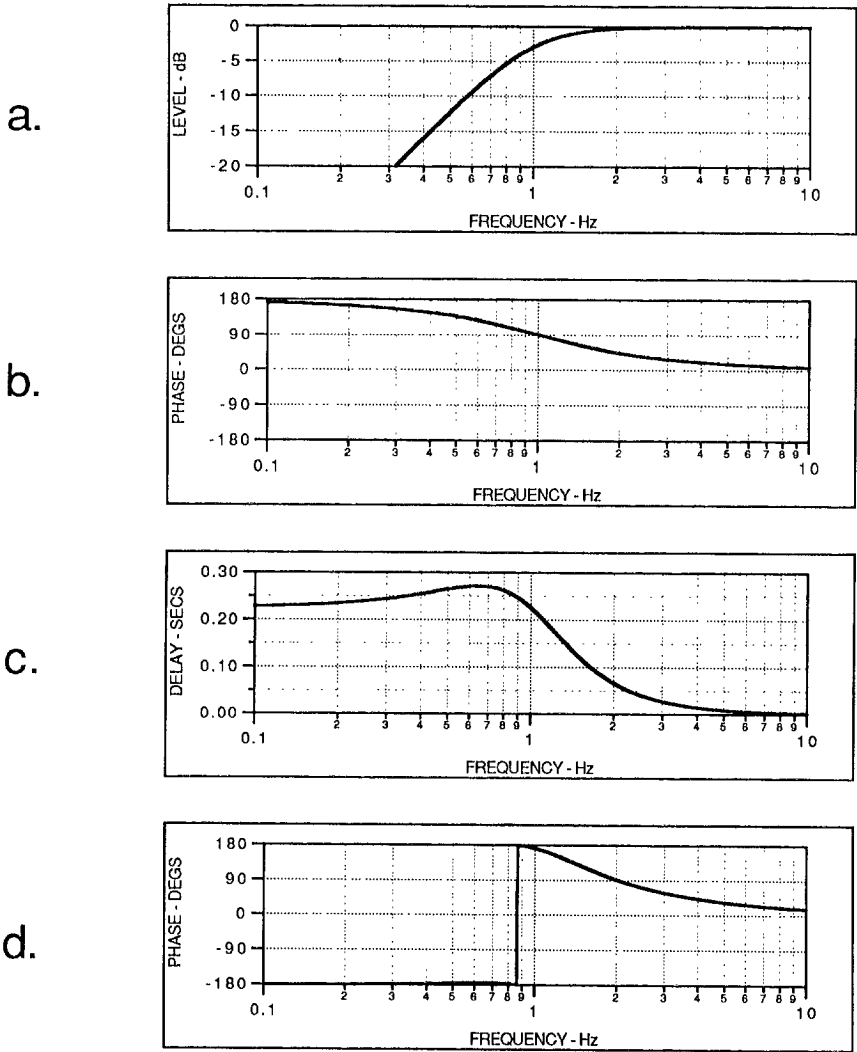 a.
LEVEL - dB
0
-5
-10
-15
-20
0.1 2 3 4 5 6 7 8 9 1 2 3 4 5 6 7 8 9 10
FREQUENCY - Hz
b.
PHASE - DEGS
180
90
0
-90
-180
0.1 2 3 4 5 6 7 8 9 1 2 3 4 5 6 7 8 9 10
FREQUENCY - Hz
c.
DELAY - SECS
0.30
0.20
0.10
0.00
0.1 2 3 4 5 6 7 8 9 1 2 3 4 5 6 7 8 9 10
FREQUENCY - Hz
d.
PHASE - DEGS
180
90
0
-90
-180
0.1 2 3 4 5 6 7 8 9 1 2 3 4 5 6 7 8 9 10
FREQUENCY - Hz